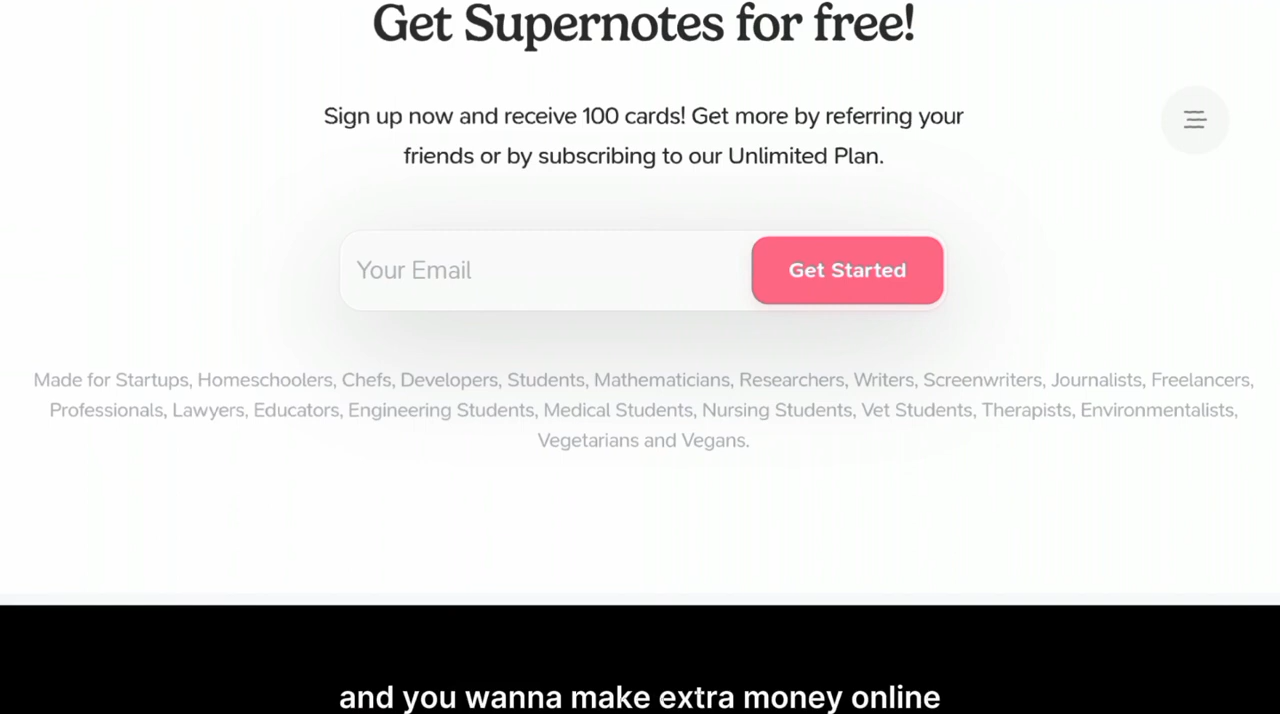 Get Supernotes for free!
Sign up now and receive 100 cards! Get more by referring your
friends or by subscribing to our Unlimited Plan.
Your Email
Get Started
Made for Startups, Homeschoolers, Chefs, Developers, Students, Mathematicians, Researchers, Writers, Screenwriters, Journalists, Freelancers,
Professionals, Lawyers, Educators, Engineering Students, Medical Students, Nursing Students, Vet Students, Therapists, Environmentalists,
Vegetarians and Vegans.
and you wanna make extra money online